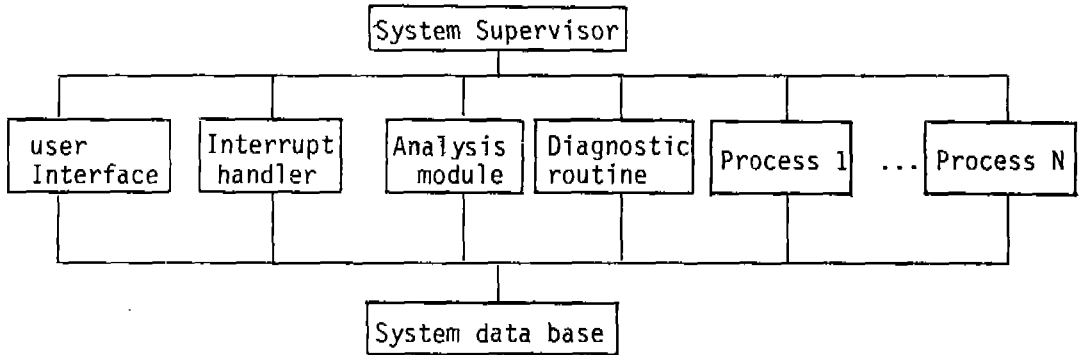 System Supervisor
user
Interface
Interrupt
handler
Analysis
module
Diagnostic
routine
Process 1
...
Process N
System data base